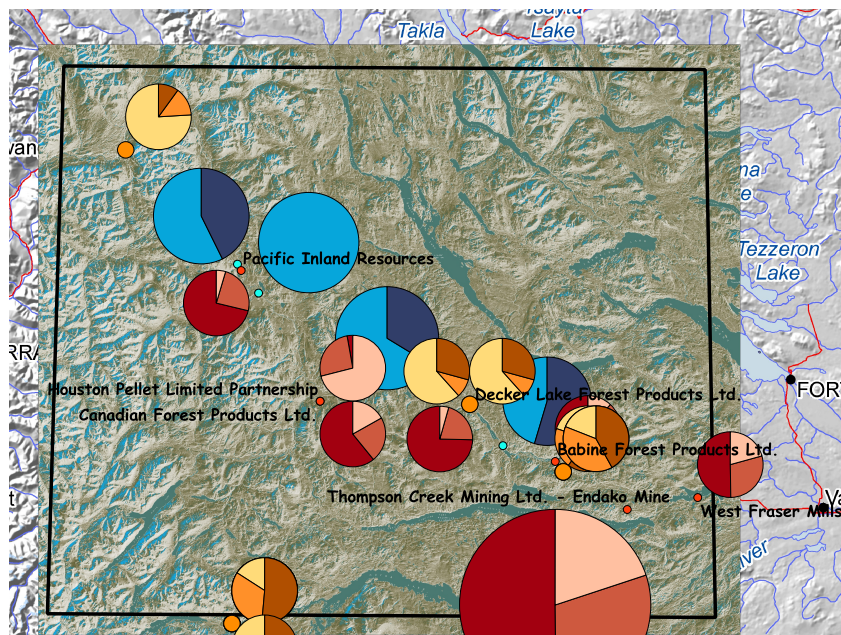 Takla
Lake
Tezzeron
Lake
Pacific Inland Resources
Houston Pellet Limited Partnership
Decker Lake Forest Products Ltd.
Canadian Forest Products Ltd.
Babine Forest Products Ltd.
Thompson Creek Mining Ltd. - Endako Mine
West Fraser Mills